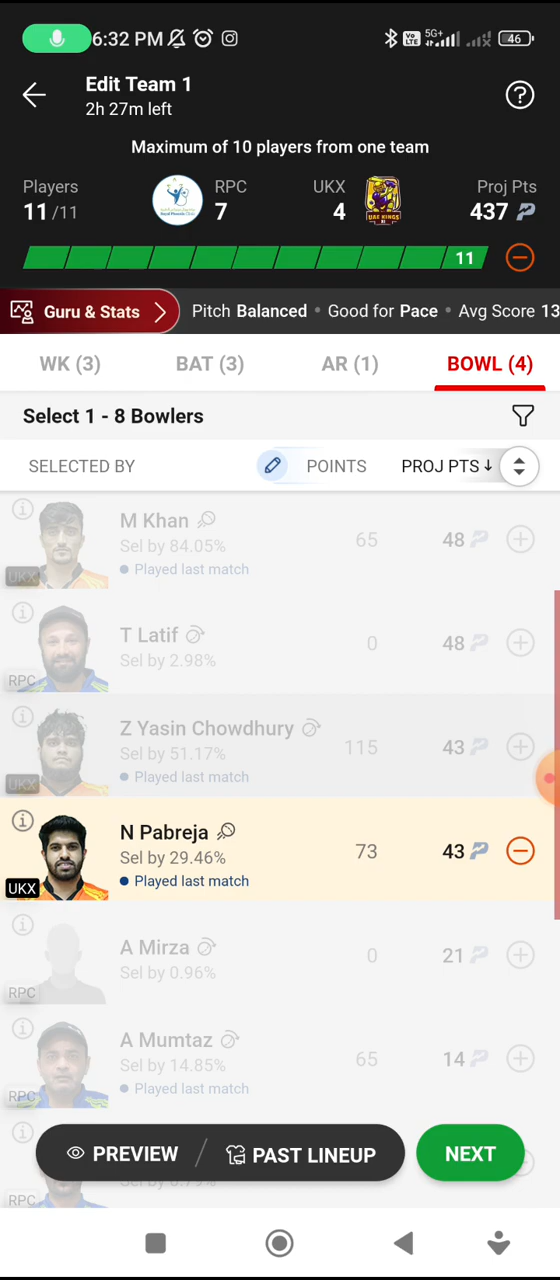 6:32 PM
Vo LTE 5G+ 46
Edit Team 1
2h 27m left
Maximum of 10 players from one team
Players RPC UKX Proj Pts
11/11 7 4 437
UAE KINGS
11
Guru & Stats Pitch Balanced • Good for Pace • Avg Score 13
WK (3) BAT (3) AR (1) BOWL (4)
Select 1 - 8 Bowlers
SELECTED BY POINTS PROJ PTS ↓
M Khan
Sel by 84.05% 65 48
UKX • Played last match
T Latif
Sel by 2.98% 0 48
RPC
Z Yasin Chowdhury
Sel by 51.17% 115 43
UKX • Played last match
N Pabreja
Sel by 29.46% 73 43
UKX • Played last match
A Mirza
Sel by 0.96% 0 21
RPC
A Mumtaz
Sel by 14.85% 65 14
RPC • Played last match
PREVIEW / PAST LINEUP NEXT
RPC